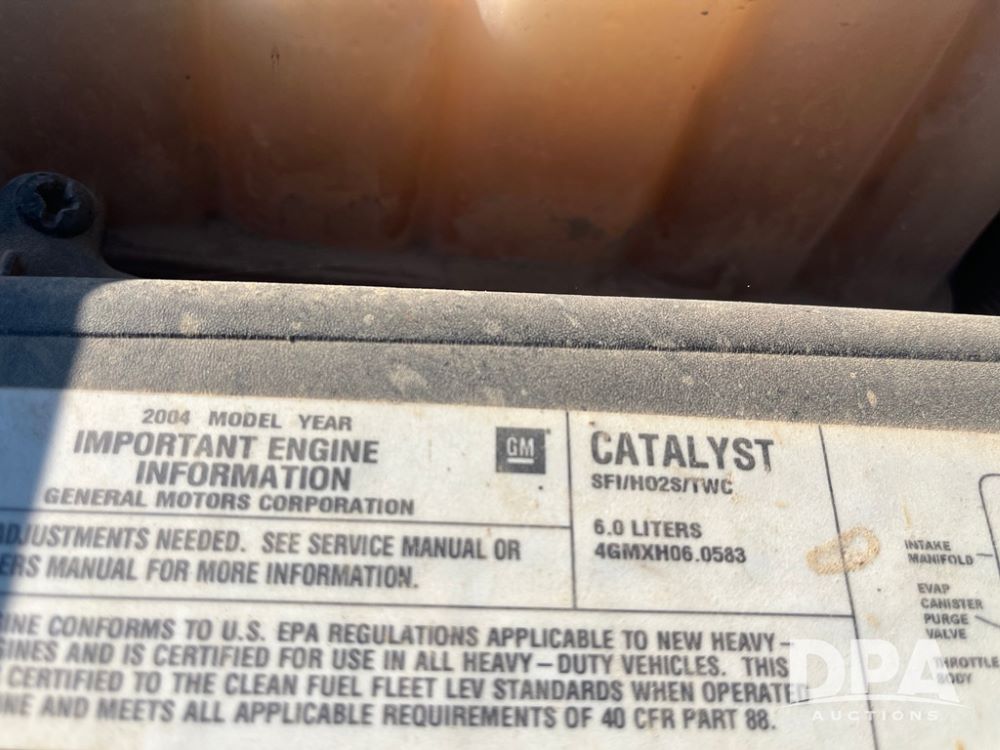 2004 MODEL YEAR
IMPORTANT ENGINE
INFORMATION
GENERAL MOTORS CORPORATION
GM
JUSTMENTS NEEDED. SEE SERVICE MANUAL OR
ERS MANUAL FOR MORE INFORMATION.
CATALYST
SFI/HO2S/TWC
6.0 LITERS
4GMXH06.0583
INE CONFORMS TO U.S. EPA REGULATIONS APPLICABLE TO NEW HEAVY-
GINES AND IS CERTIFIED FOR USE IN ALL HEAVY-DUTY VEHICLES. THIS
CERTIFIED TO THE CLEAN FUEL FLEET LEV STANDARDS WHEN OPERATED
NE AND MEETS ALL APPLICABLE REQUIREMENTS OF 40 CFR PART 88.
INTAKE
MANIFOLD
EVAP
CANISTER
PURGE
VALVE
THROTTLE
BODY
DPA
AUCTIONS